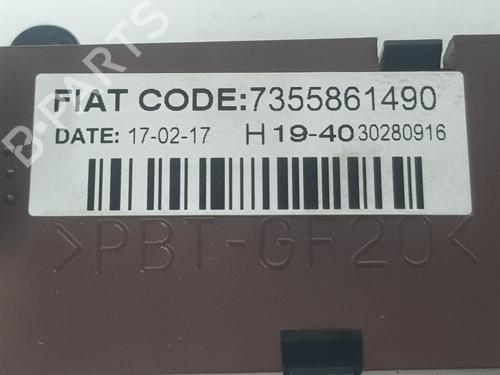 B-PARTS
FIAT CODE:7355861490
DATE: 17-02-17 H 19-40 30280916
>PBT-GF20<